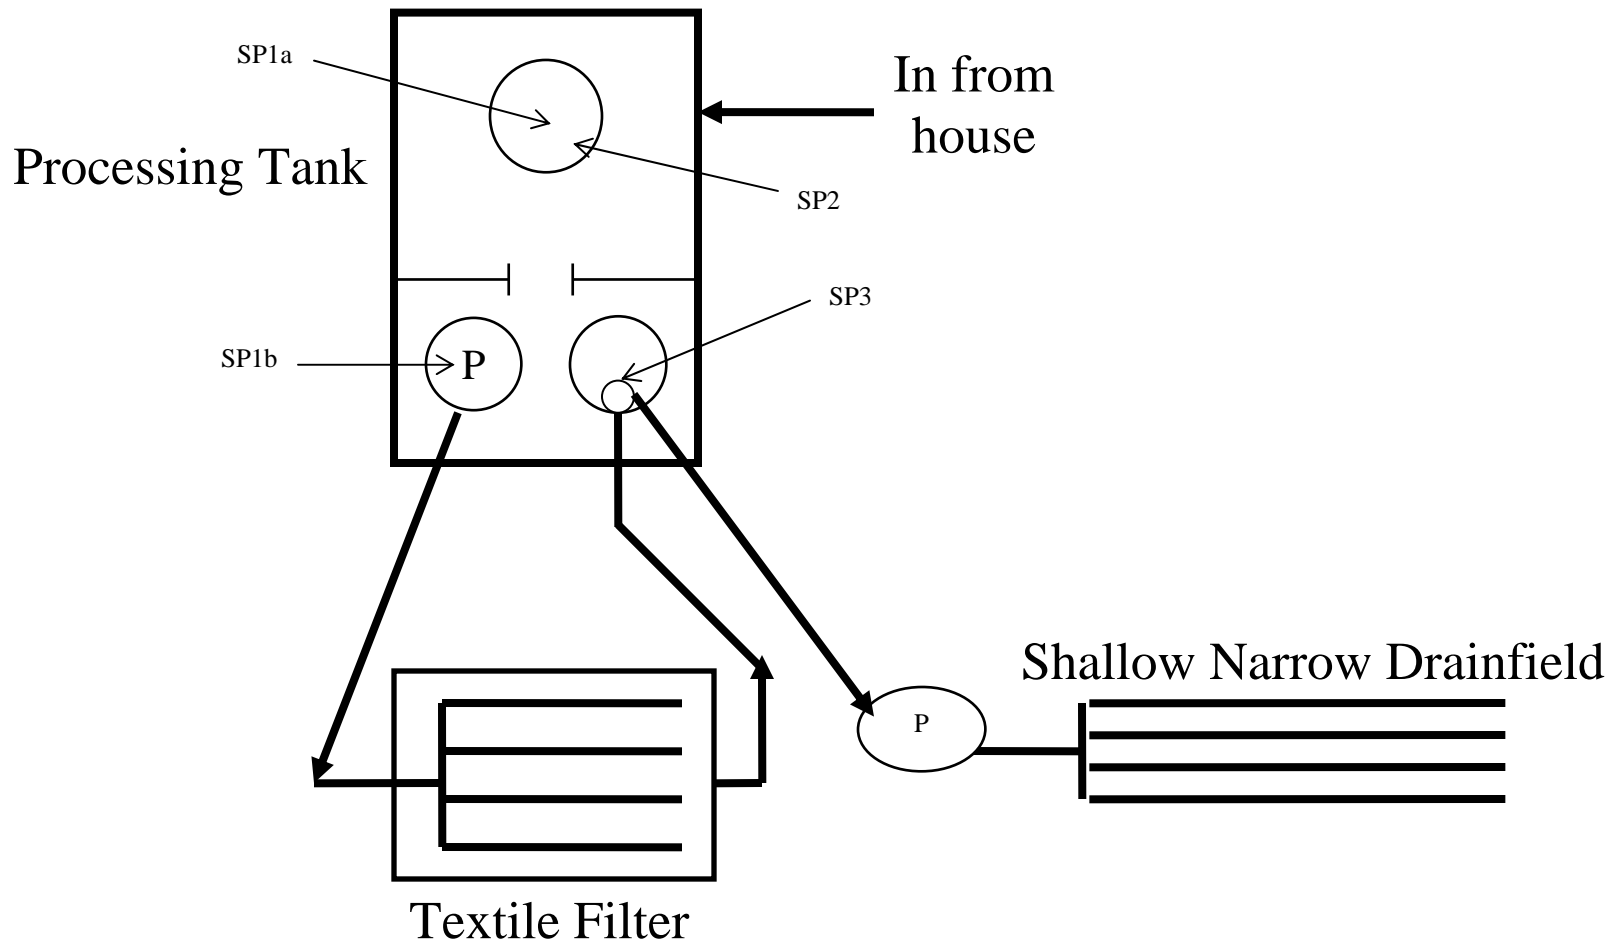 SP1a
In from
house
Processing Tank
SP2
SP3
SP1b
P
Shallow Narrow Drainfield
P
Textile Filter